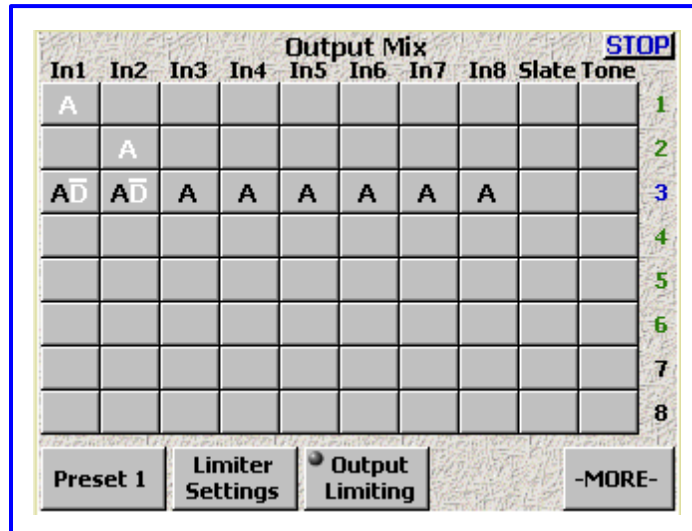 Output Mix STOP
In1 In2 In3 In4 In5 In6 In7 In8 Slate Tone
A 1
A 2
AD̅ AD̅ A A A A A A 3
4
5
6
7
8
Preset 1 Limiter Settings Output Limiting -MORE-